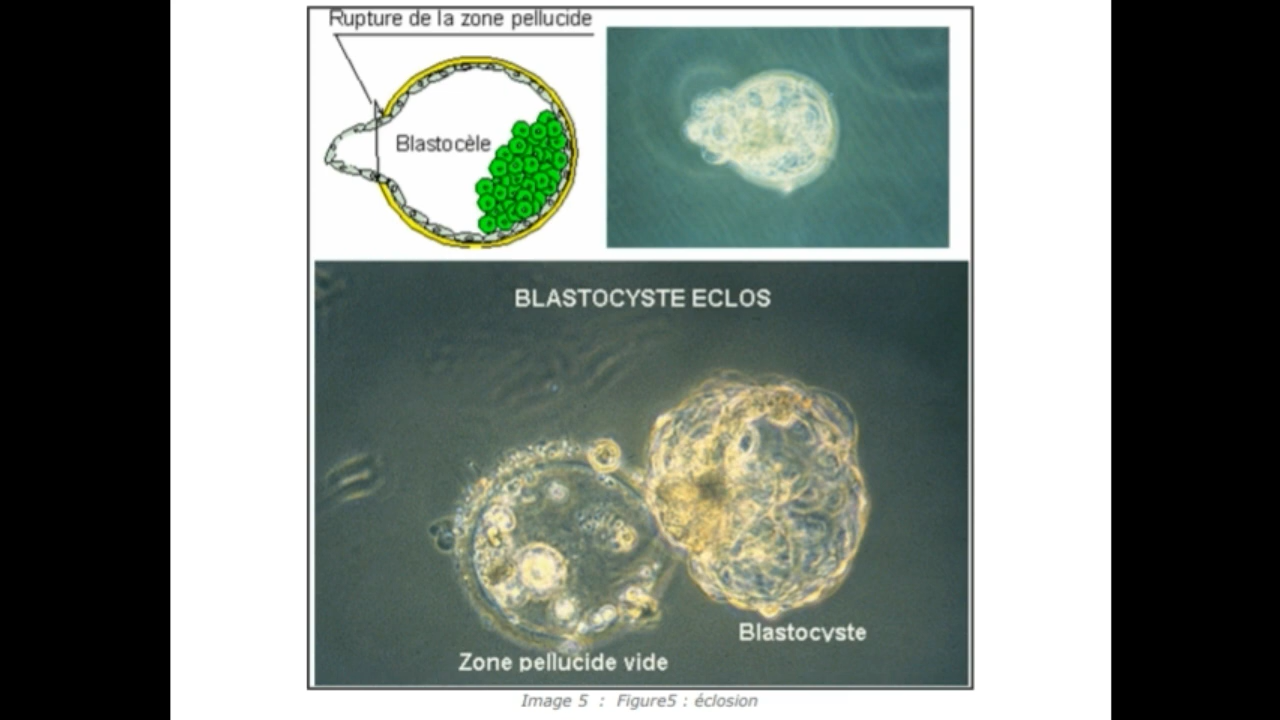 Rupture de la zone pellucide
Blastocèle
BLASTOCYSTE ECLOS
Blastocyste
Zone pellucide vide
Image 5 : Figure5 : éclosion